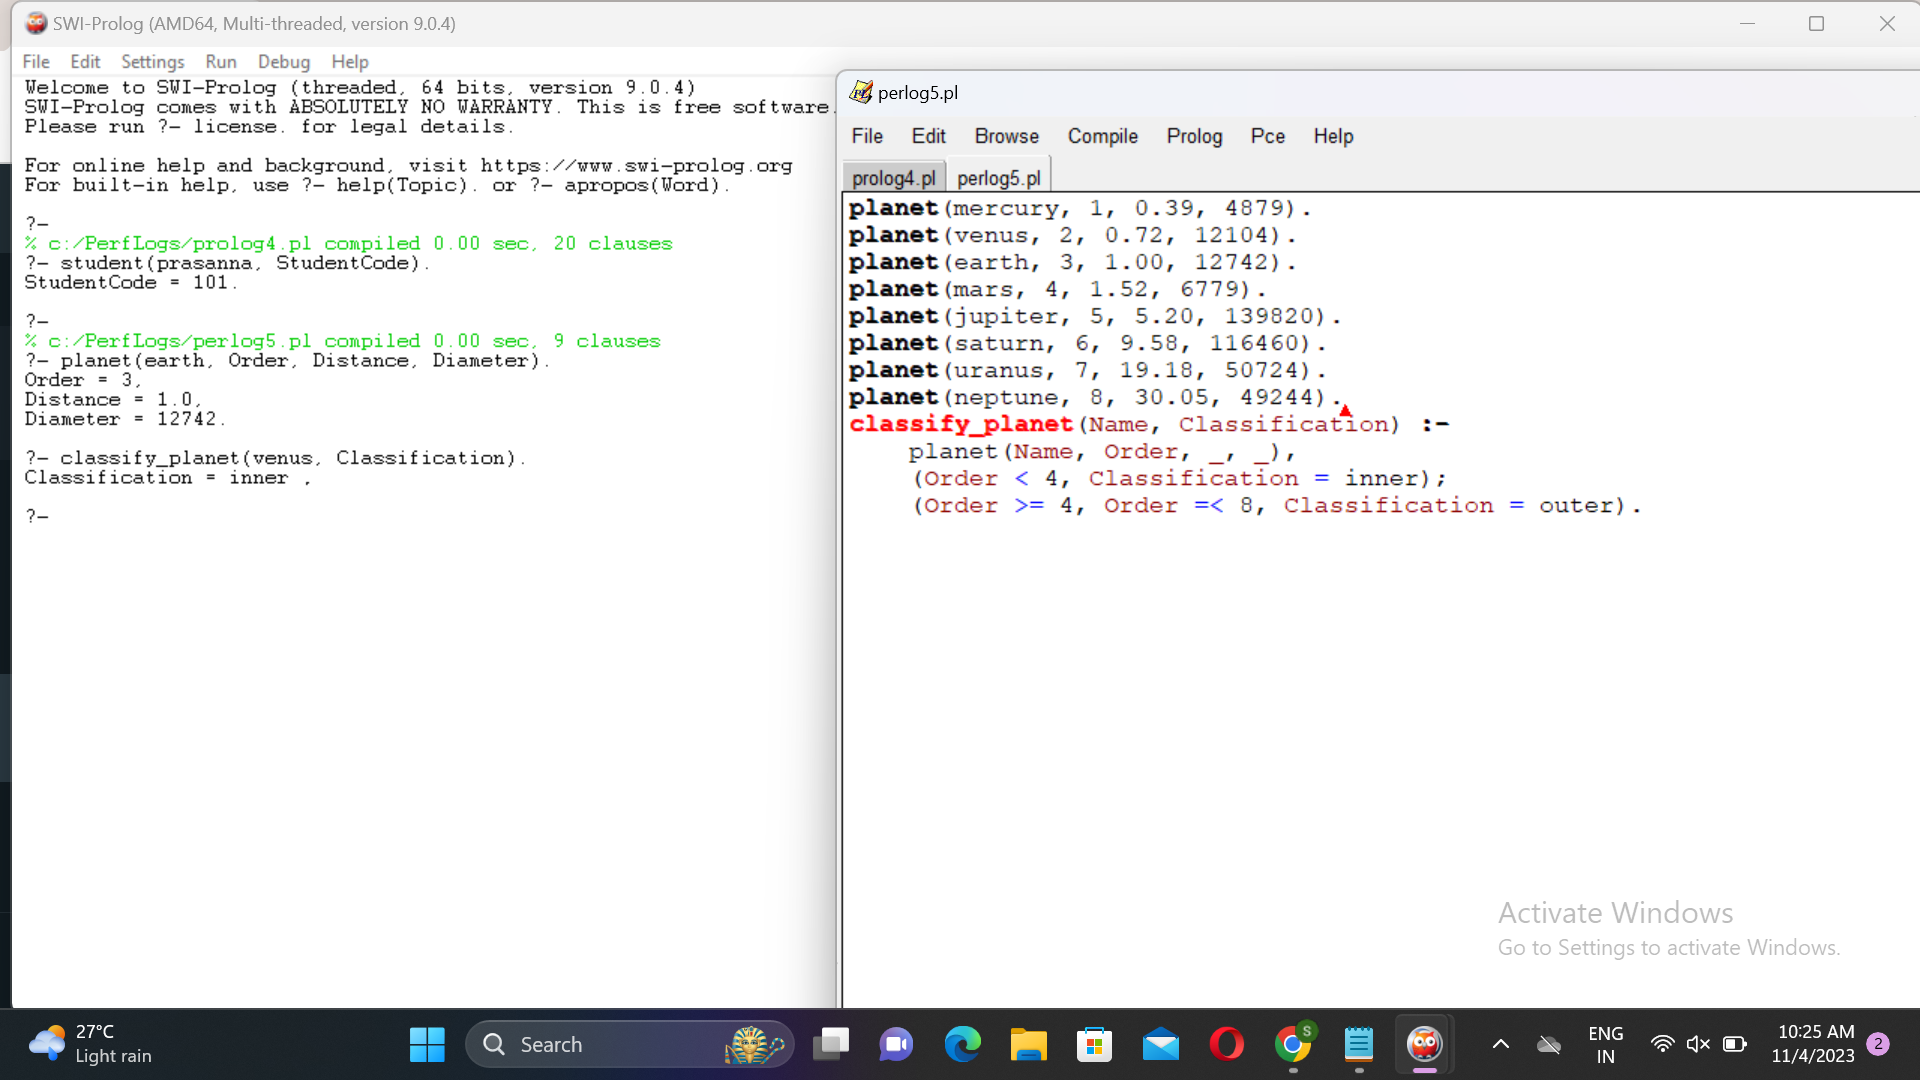 SWI-Prolog (AMD64, Multi-threaded, version 9.0.4)
File Edit Settings Run Debug Help
Welcome to SWI-Prolog (threaded, 64 bits, version 9.0.4)
SWI-Prolog comes with ABSOLUTELY NO WARRANTY. This is free software.
Please run ?- license. for legal details.
For online help and background, visit https://www.swi-prolog.org
For built-in help, use ?- help(Topic). or ?- apropos(Word).
?-
% c:/PerfLogs/prolog4.pl compiled 0.00 sec, 20 clauses
?- student(prasanna, StudentCode).
StudentCode = 101.
?-
% c:/PerfLogs/perlog5.pl compiled 0.00 sec, 9 clauses
?- planet(earth, Order, Distance, Diameter).
Order = 3,
Distance = 1.0,
Diameter = 12742.
?- classify_planet(venus, Classification).
Classification = inner ,
?-
perlog5.pl
File Edit Browse Compile Prolog Pce Help
prolog4.pl perlog5.pl
planet(mercury, 1, 0.39, 4879).
planet(venus, 2, 0.72, 12104).
planet(earth, 3, 1.00, 12742).
planet(mars, 4, 1.52, 6779).
planet(jupiter, 5, 5.20, 139820).
planet(saturn, 6, 9.58, 116460).
planet(uranus, 7, 19.18, 50724).
planet(neptune, 8, 30.05, 49244).
classify_planet(Name, Classification) :-
planet(Name, Order, _, _),
(Order < 4, Classification = inner);
(Order >= 4, Order =< 8, Classification = outer).
Activate Windows
Go to Settings to activate Windows.
27°C
Light rain
Search
S
ENG
IN
10:25 AM
11/4/2023
2